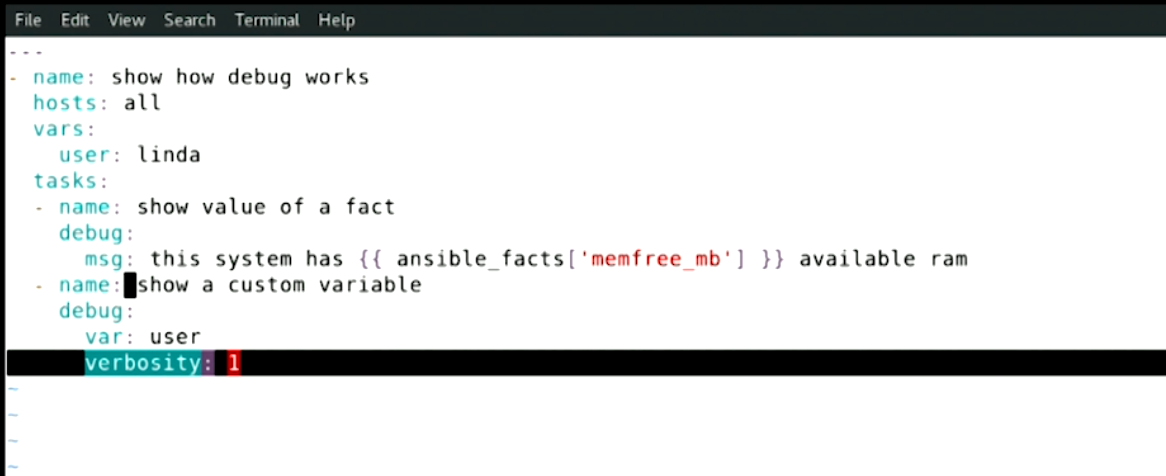 File Edit View Search Terminal Help
---
- name: show how debug works
  hosts: all
  vars:
    user: linda
  tasks:
  - name: show value of a fact
    debug:
      msg: this system has {{ ansible_facts['memfree_mb'] }} available ram
  - name: show a custom variable
    debug:
      var: user
      verbosity: 1
~
~
~
~